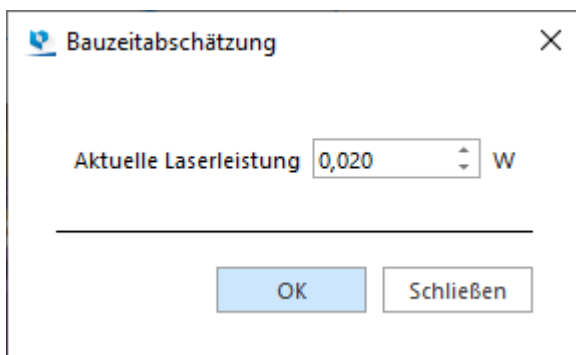 Bauzeitabschätzung
Aktuelle Laserleistung 0,020 W
OK Schließen